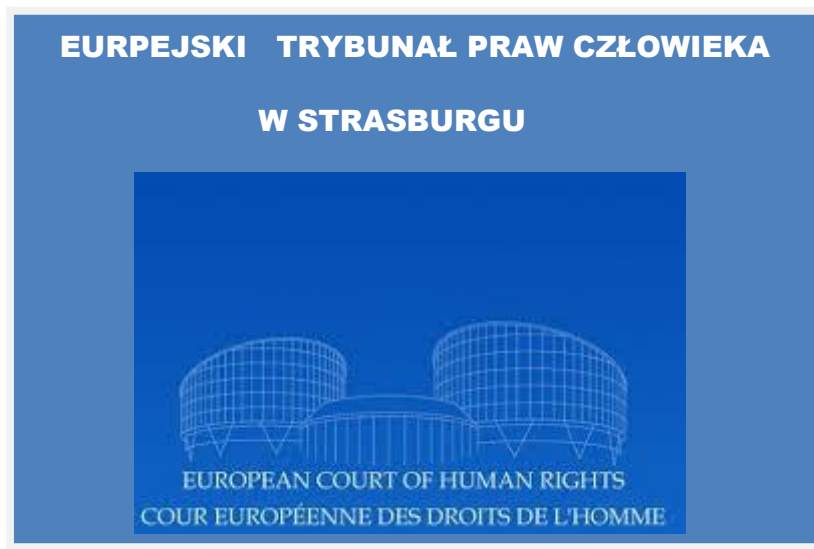 EURPEJSKI TRYBUNAŁ PRAW CZŁOWIEKA
W STRASBURGU
EUROPEAN COURT OF HUMAN RIGHTS
COUR EUROPÉENNE DES DROITS DE L'HOMME